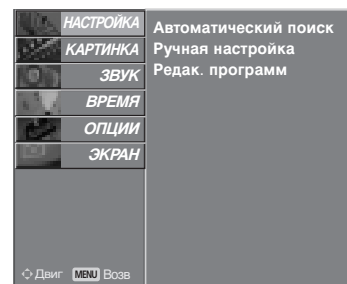 НАСТРОЙКА
КАРТИНКА
ЗВУК
ВРЕМЯ
ОПЦИИ
ЭКРАН
Автоматический поиск
Ручная настройка
Редак. программ
Двиг MENU Возв